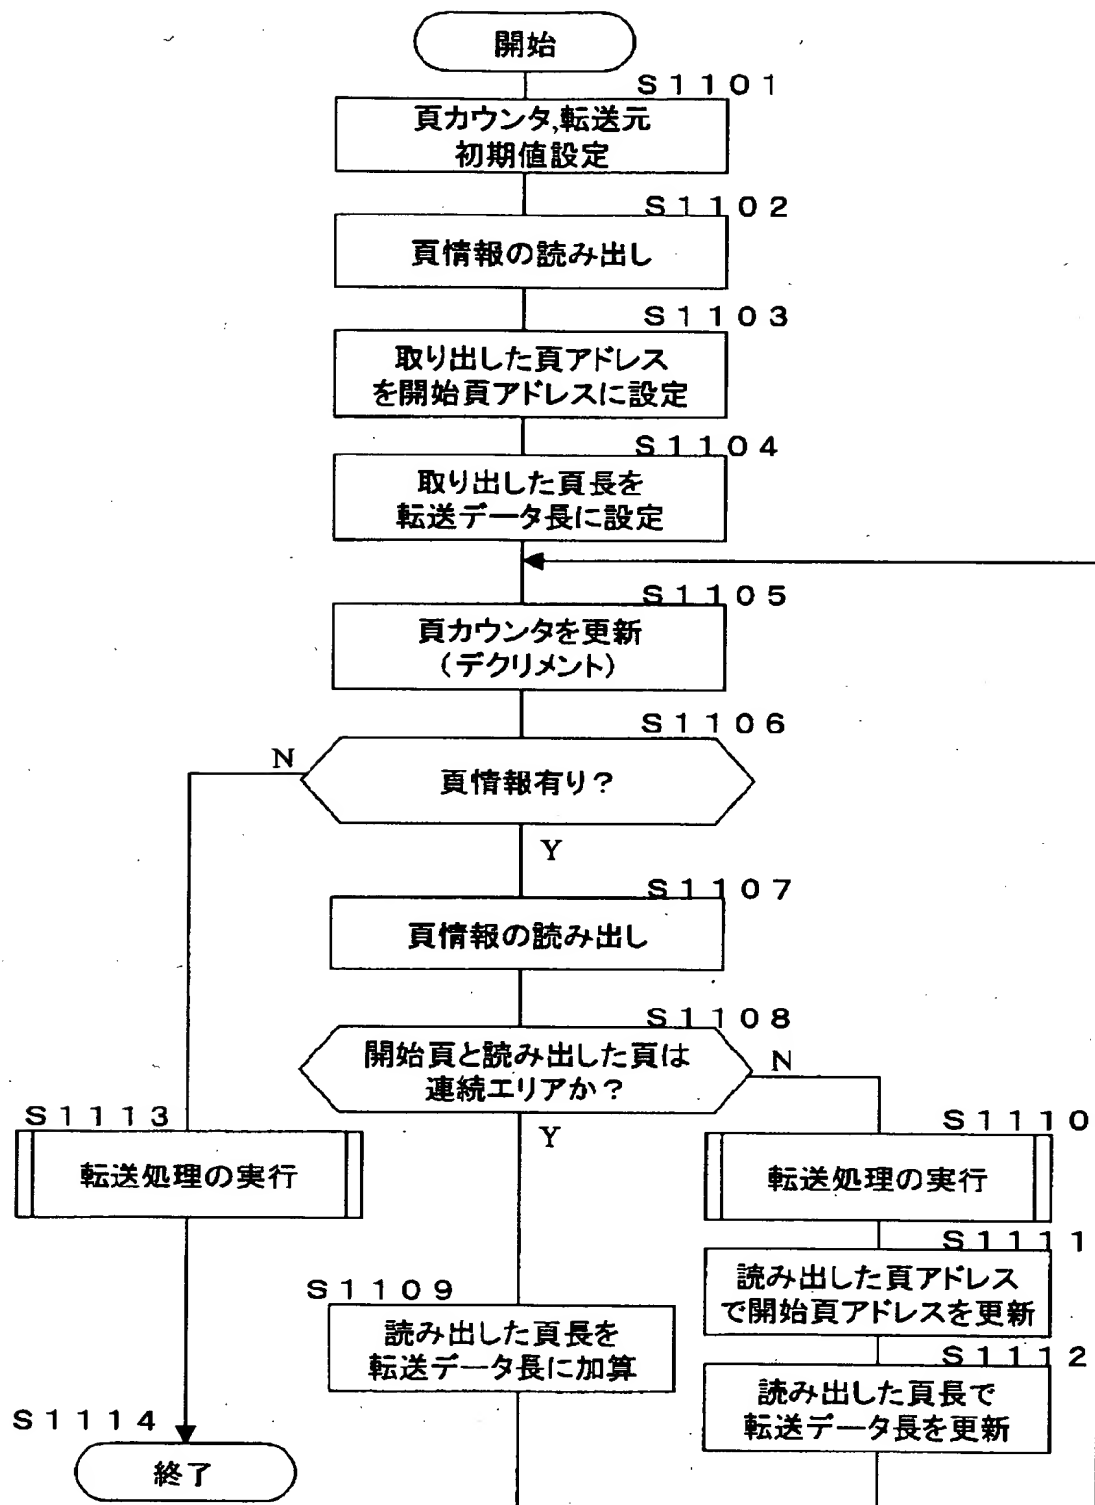 開始
S1101
頁カウンタ,転送元
初期値設定
S1102
頁情報の読み出し
S1103
取り出した頁アドレス
を開始頁アドレスに設定
S1104
取り出した頁長を
転送データ長に設定
S1105
頁カウンタを更新
(デクリメント)
S1106
N
頁情報有り?
Y
S1107
頁情報の読み出し
S1108
開始頁と読み出した頁は
連続エリアか?
N
Y
S1113
転送処理の実行
S1110
転送処理の実行
S1111
読み出した頁アドレス
で開始頁アドレスを更新
S1109
読み出した頁長を
転送データ長に加算
S1112
読み出した頁長で
転送データ長を更新
S1114
終了